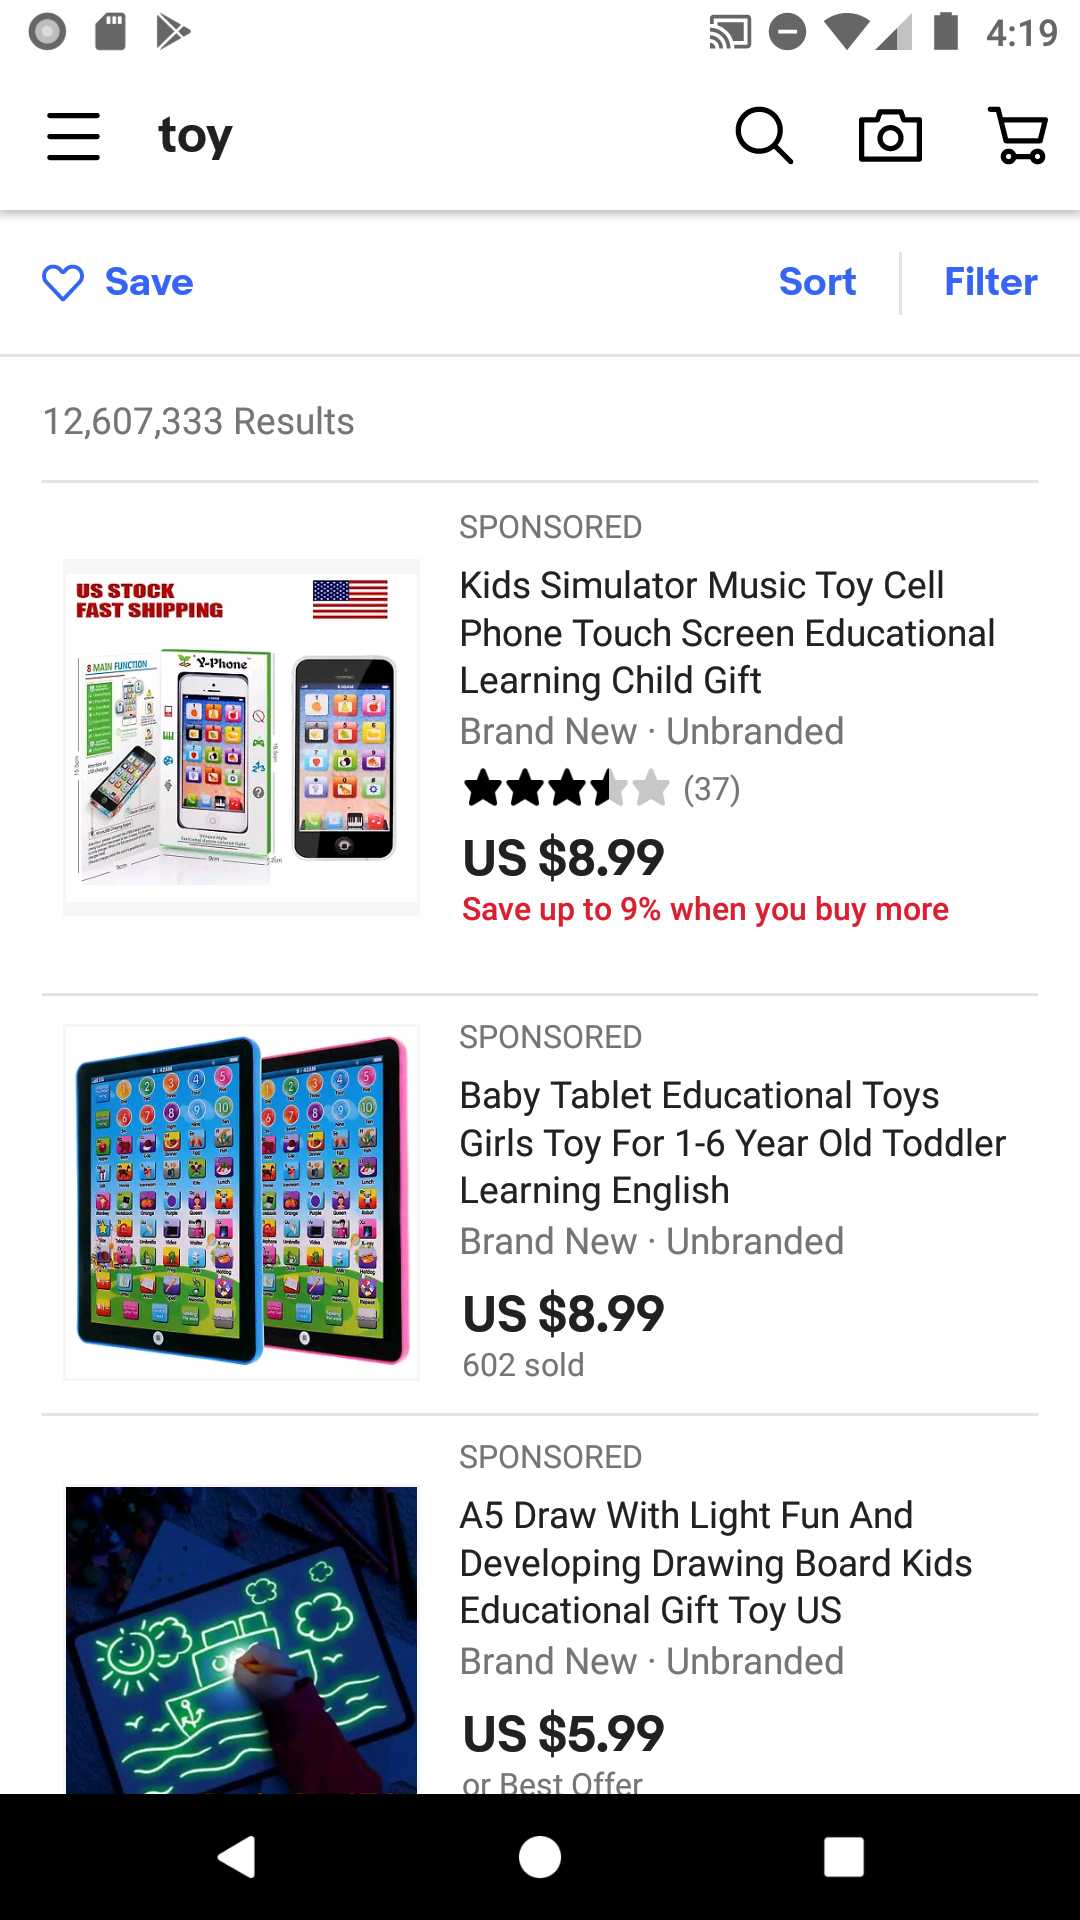 4:19
toy
Save
Sort
Filter
12,607,333 Results
SPONSORED
US STOCK
FAST SHIPPING
8 MAIN FUNCTION
Y-Phone
Kids Simulator Music Toy Cell
Phone Touch Screen Educational
Learning Child Gift
Brand New · Unbranded
(37)
US $8.99
Save up to 9% when you buy more
SPONSORED
Baby Tablet Educational Toys
Girls Toy For 1-6 Year Old Toddler
Learning English
Brand New · Unbranded
US $8.99
602 sold
SPONSORED
A5 Draw With Light Fun And
Developing Drawing Board Kids
Educational Gift Toy US
Brand New · Unbranded
US $5.99
or Best Offer